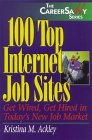 THE
CAREERSAVVY
SERIES
100 Top
Internet
Job Sites
Get Wired, Get Hired in
Today's New Job Market
Kristina M. Ackley